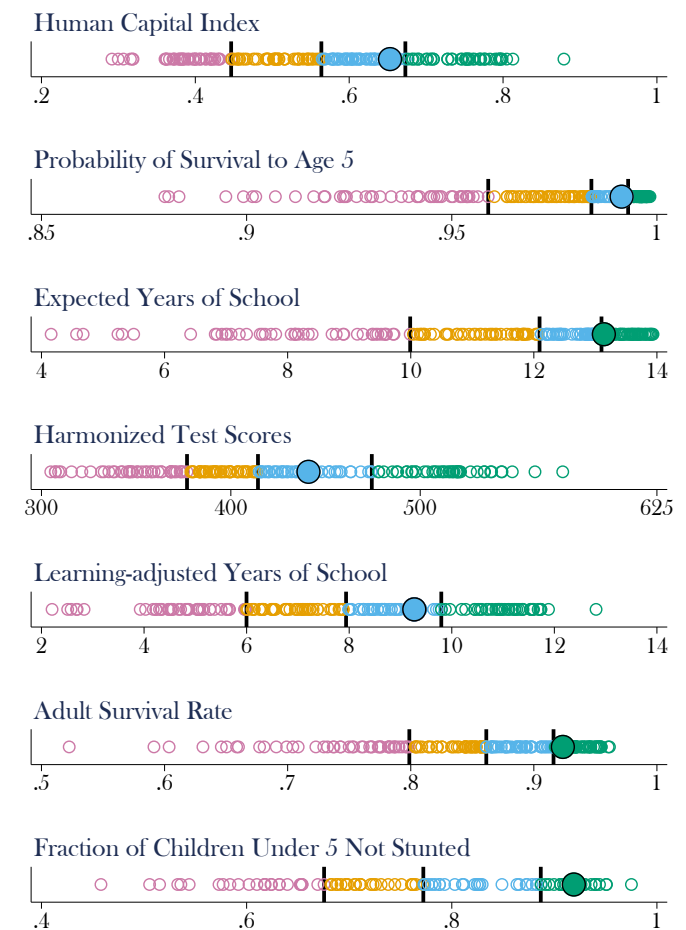 Human Capital Index
.2 .4 .6 .8 1
Probability of Survival to Age 5
.85 .9 .95 1
Expected Years of School
4 6 8 10 12 14
Harmonized Test Scores
300 400 500 625
Learning-adjusted Years of School
2 4 6 8 10 12 14
Adult Survival Rate
.5 .6 .7 .8 .9 1
Fraction of Children Under 5 Not Stunted
.4 .6 .8 1